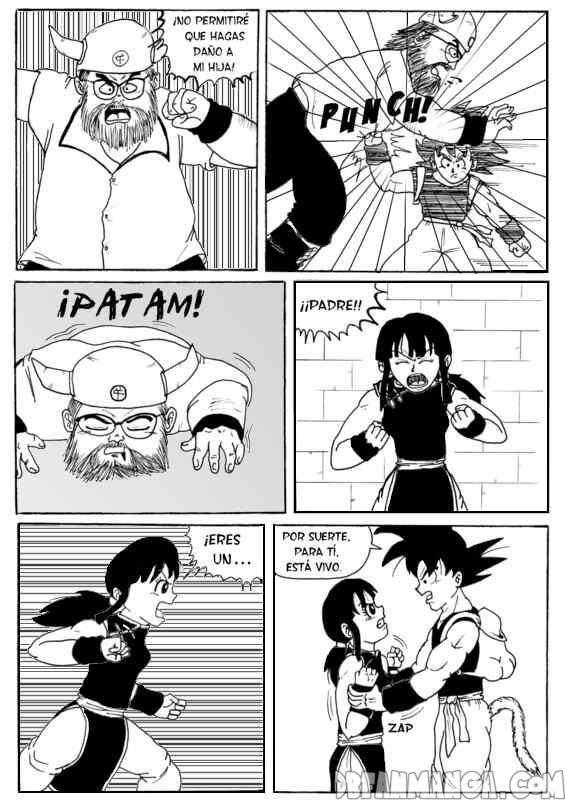 ¡NO PERMITIRÉ
QUE HAGAS
DAÑO A
MI HIJA!
PUNCH!
¡PATAM!
¡¡PADRE!!
¡ERES
UN...
POR SUERTE,
PARA TÍ,
ESTÁ VIVO.
ZAP
DREANMANGA.COM